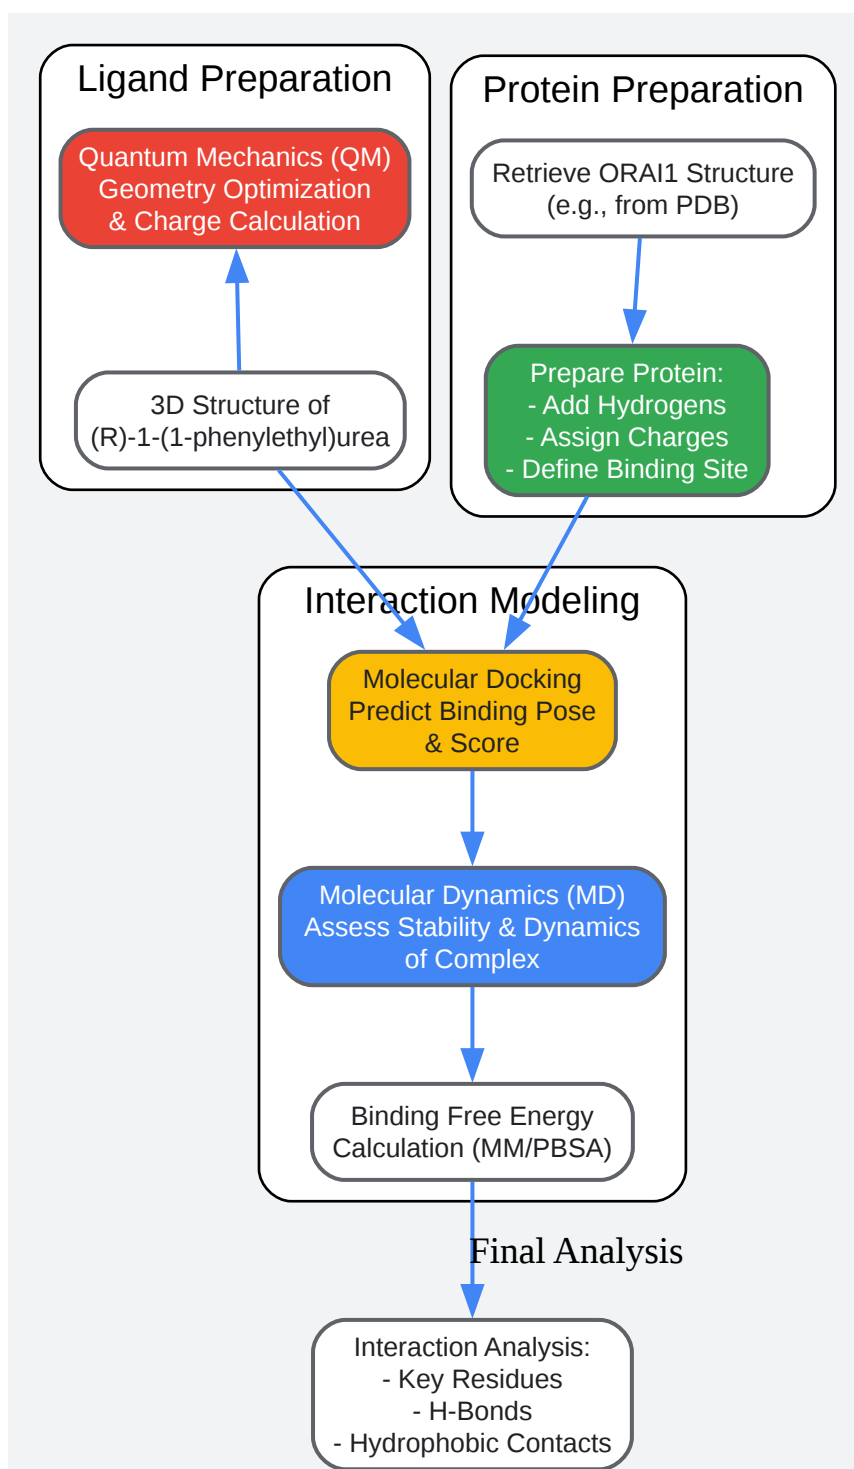 Ligand Preparation
Quantum Mechanics (QM)
Geometry Optimization
& Charge Calculation
3D Structure of
(R)-1-(1-phenylethyl)urea
Protein Preparation
Retrieve ORAI1 Structure
(e.g., from PDB)
Prepare Protein:
- Add Hydrogens
- Assign Charges
- Define Binding Site
Interaction Modeling
Molecular Docking
Predict Binding Pose
& Score
Molecular Dynamics (MD)
Assess Stability & Dynamics
of Complex
Binding Free Energy
Calculation (MM/PBSA)
Final Analysis
Interaction Analysis:
- Key Residues
- H-Bonds
- Hydrophobic Contacts